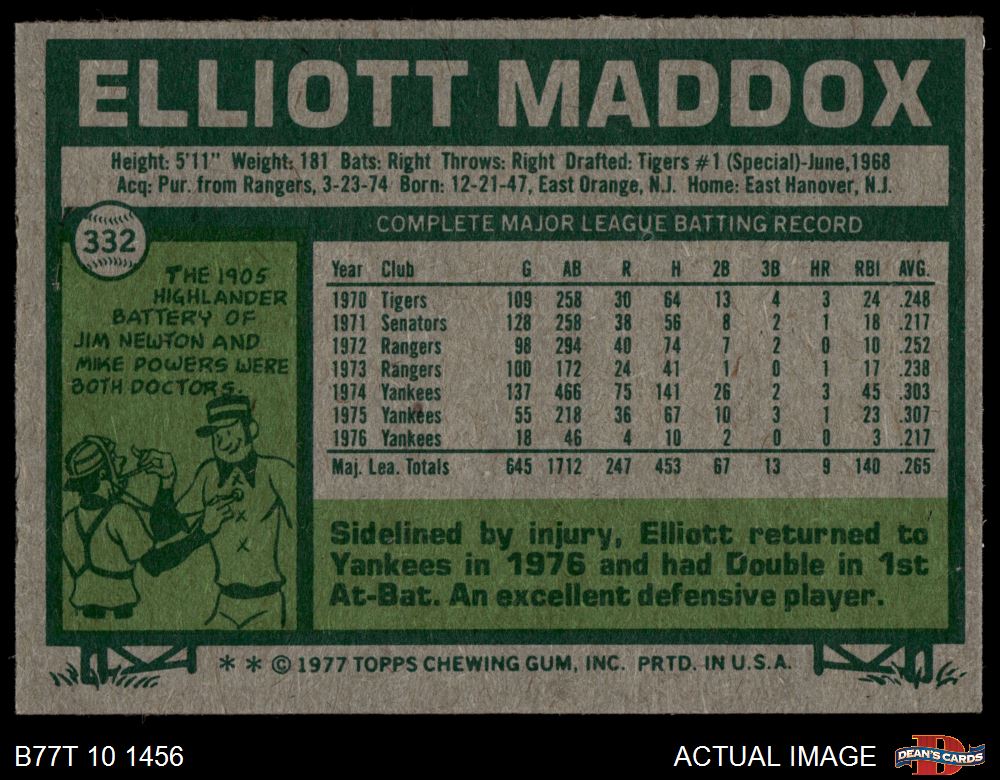 ELLIOTT MADDOX
Height: 5'11" Weight: 181 Bats: Right Throws: Right Drafted: Tigers #1 (Special)-June,1968
Acq: Pur. from Rangers, 3-23-74 Born: 12-21-47, East Orange, N.J. Home: East Hanover, N.J.
332
THE 1905
HIGHLANDER
BATTERY OF
JIM NEWTON AND
MIKE POWERS WERE
BOTH DOCTORS.
COMPLETE MAJOR LEAGUE BATTING RECORD
Year Club G AB R H 2B 3B HR RBI AVG.
1970 Tigers 109 258 30 64 13 4 3 24 .248
1971 Senators 128 258 38 56 8 2 1 18 .217
1972 Rangers 98 294 40 74 7 2 0 10 .252
1973 Rangers 100 172 24 41 1 0 1 17 .238
1974 Yankees 137 466 75 141 26 2 3 45 .303
1975 Yankees 55 218 36 67 10 3 1 23 .307
1976 Yankees 18 46 4 10 2 0 0 3 .217
Maj. Lea. Totals 645 1712 247 453 67 13 9 140 .265
Sidelined by injury, Elliott returned to
Yankees in 1976 and had Double in 1st
At-Bat. An excellent defensive player.
* * © 1977 TOPPS CHEWING GUM, INC. PRTD. IN U.S.A.
B77T 10 1456
ACTUAL IMAGE
D
DEAN'S CARDS